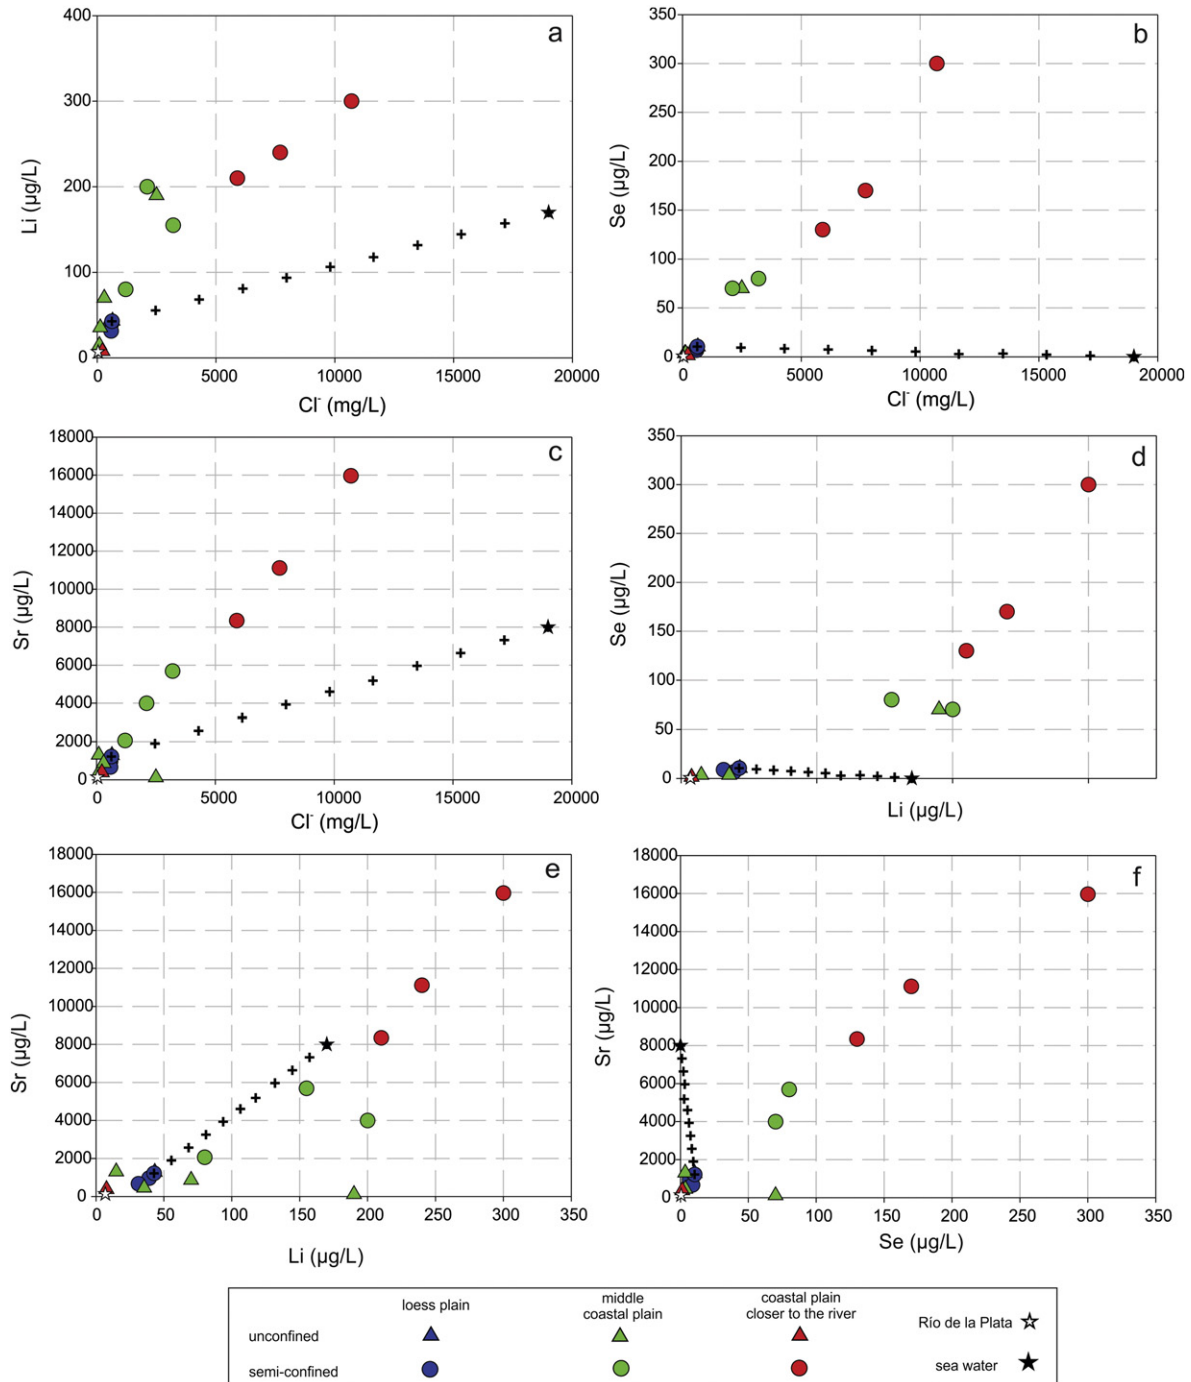 a
400
300
200
100
0
Li (µg/L)
0 5000 10000 15000 20000
Cl- (mg/L)
b
350
300
250
200
150
100
50
0
Se (µg/L)
0 5000 10000 15000 20000
Cl- (mg/L)
c
18000
16000
14000
12000
10000
8000
6000
4000
2000
0
Sr (µg/L)
0 5000 10000 15000 20000
Cl- (mg/L)
d
350
300
250
200
150
100
50
0
Se (µg/L)
Li (µg/L)
e
18000
16000
14000
12000
10000
8000
6000
4000
2000
0
Sr (µg/L)
0 50 100 150 200 250 300 350
Li (µg/L)
f
18000
16000
14000
12000
10000
8000
6000
4000
2000
0
Sr (µg/L)
0 50 100 150 200 250 300 350
Se (µg/L)
loess plain
middle
coastal plain
coastal plain
closer to the river
Río de la Plata
unconfined
semi-confined
sea water